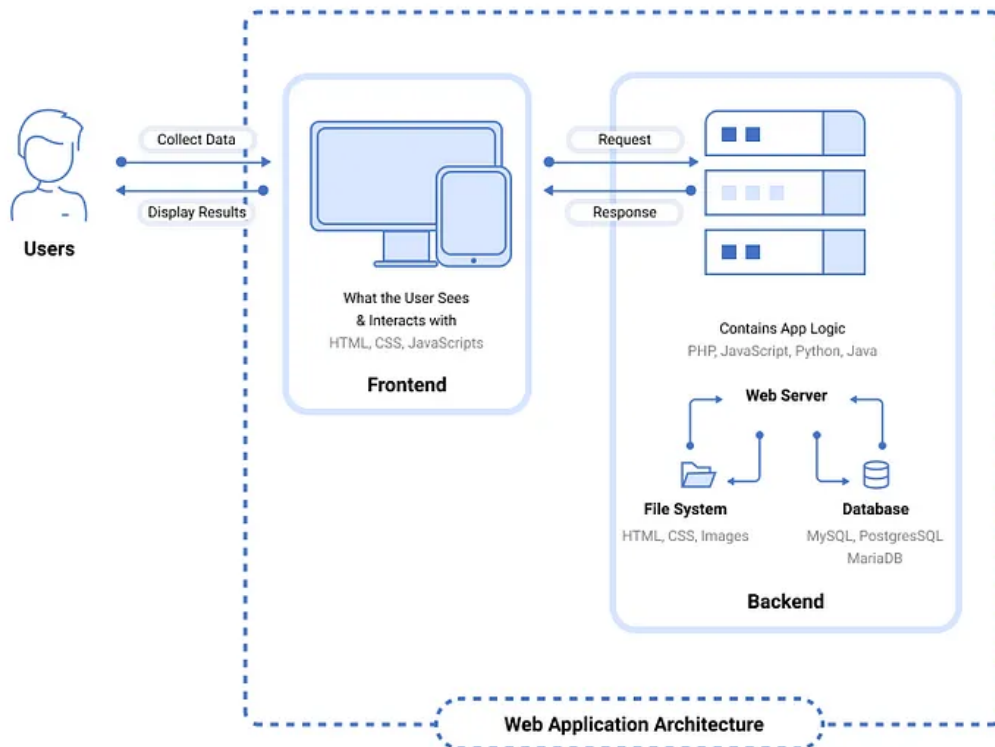 Collect Data
Display Results
Users
What the User Sees
& Interacts with
HTML, CSS, JavaScripts
Frontend
Request
Response
Contains App Logic
PHP, JavaScript, Python, Java
Web Server
File System
HTML, CSS, Images
Database
MySQL, PostgresSQL
MariaDB
Backend
Web Application Architecture